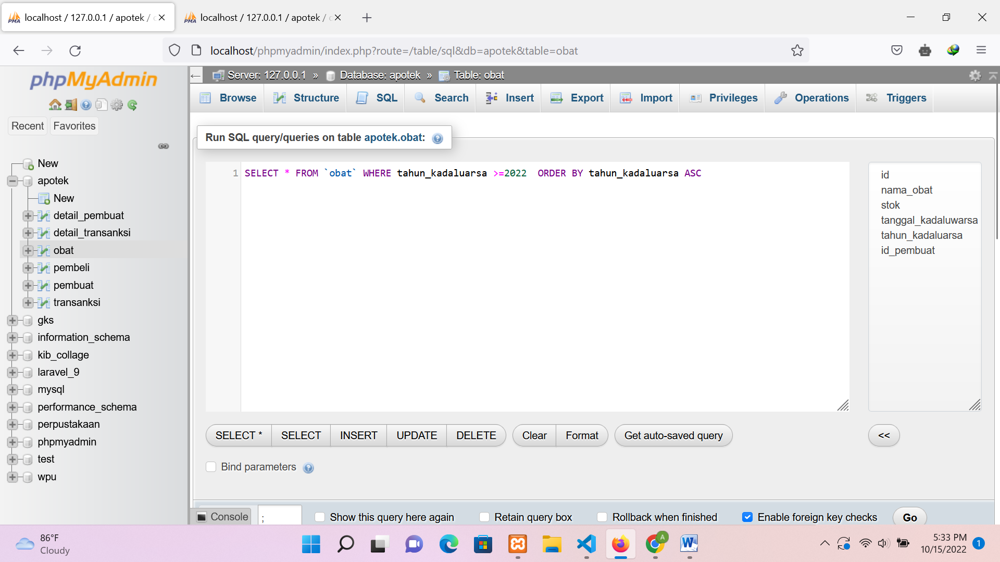 localhost / 127.0.0.1 / apotek /
localhost / 127.0.0.1 / apotek /
localhost/phpmyadmin/index.php?route=/table/sql&db=apotek&table=obat
phpMyAdmin
Recent
Favorites
New
apotek
New
detail_pembuat
detail_transanksi
obat
pembeli
pembuat
transanksi
gks
information_schema
kib_collage
laravel_9
mysql
performance_schema
perpustakaan
phpmyadmin
test
wpu
Server: 127.0.0.1 » Database: apotek » Table: obat
Browse Structure SQL Search Insert Export Import Privileges Operations Triggers
Run SQL query/queries on table apotek.obat:
1 SELECT * FROM `obat` WHERE tahun_kadaluarsa >=2022  ORDER BY tahun_kadaluarsa ASC
id
nama_obat
stok
tanggal_kadaluwarsa
tahun_kadaluarsa
id_pembuat
SELECT * SELECT INSERT UPDATE DELETE Clear Format Get auto-saved query <<
Bind parameters
Console ; Show this query here again Retain query box Rollback when finished Enable foreign key checks Go
86°F
Cloudy
5:33 PM
10/15/2022
1